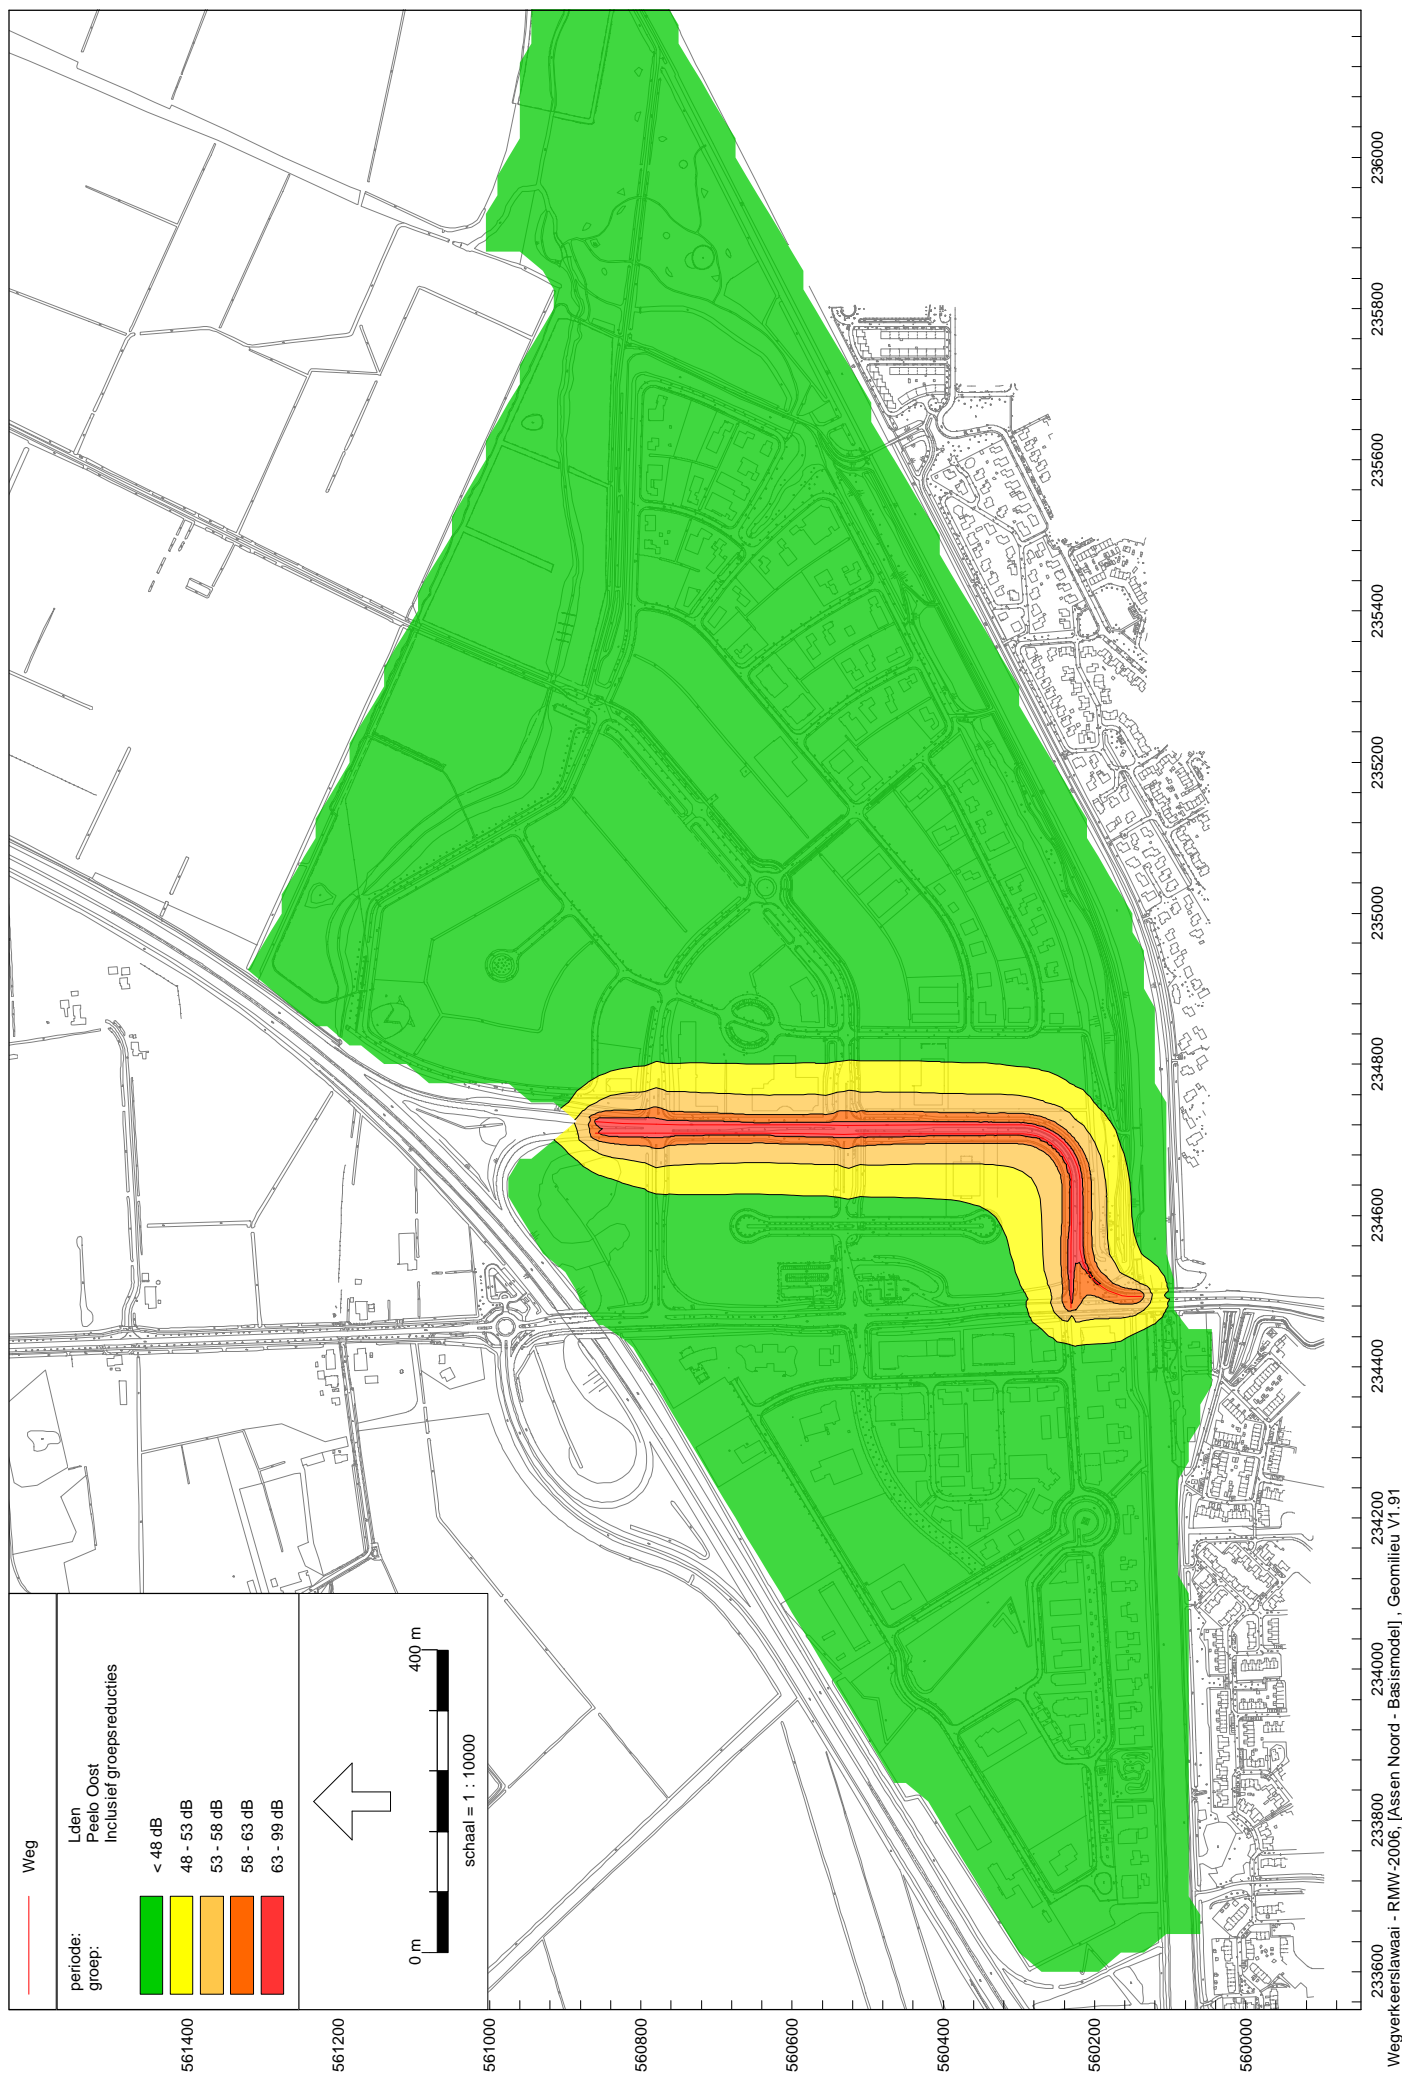 Weg
periode: Lden
groep: Peelo Oost
Inclusief groepsreducties
< 48 dB
48 - 53 dB
53 - 58 dB
58 - 63 dB
63 - 99 dB
0 m 400 m
schaal = 1 : 10000
561400
561200
561000
560800
560600
560400
560200
560000
233600 233800 234000 234200 234400 234600 234800 235000 235200 235400 235600 235800 236000
Wegverkeerslawaai - RMW-2006, [Assen Noord - Basismodel] , Geomilieu V1.91